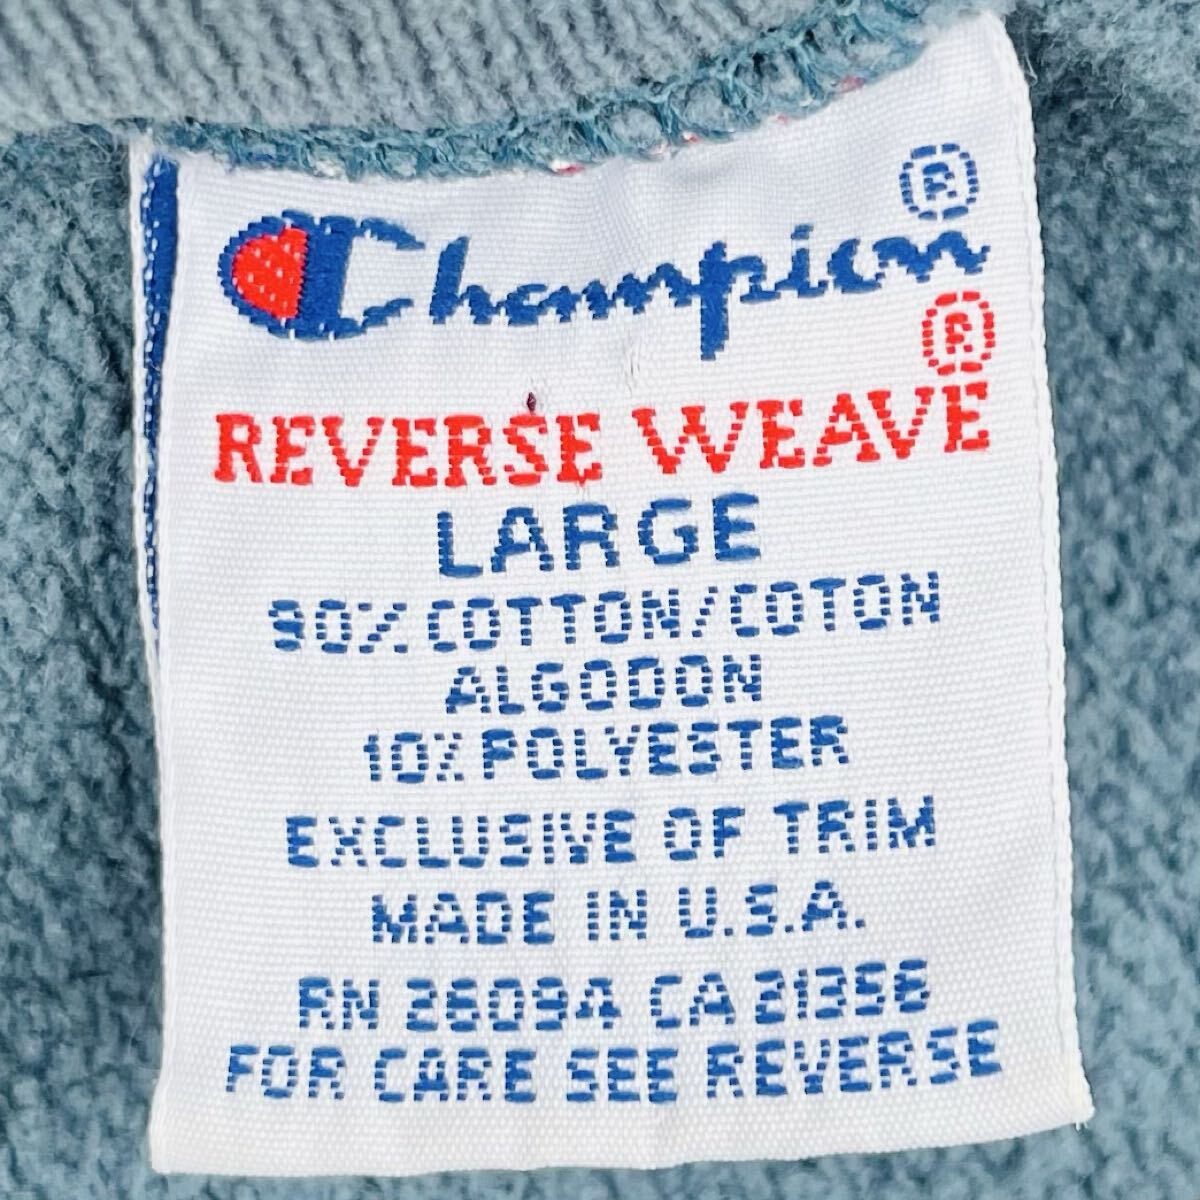 Champion®
REVERSE WEAVE®
LARGE
90% COTTON/COTON
ALGODON
10% POLYESTER
EXCLUSIVE OF TRIM
MADE IN U.S.A.
RN 26094 CA 21356
FOR CARE SEE REVERSE